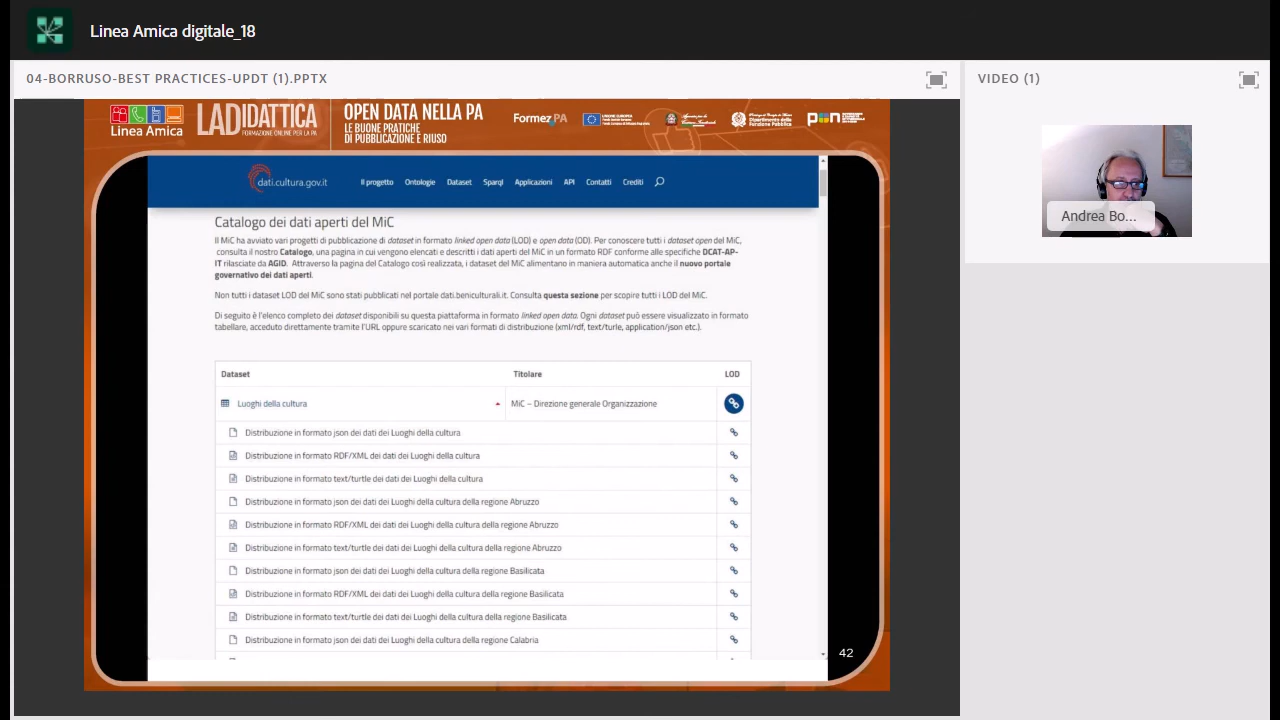 Linea Amica digitale_18
04-BORRUSO-BEST PRACTICES-UPDT (1).PPTX
VIDEO (1)
Linea Amica
LADIDATTICA
FORMAZIONE ONLINE PER LA PA
OPEN DATA NELLA PA
LE BUONE PRATICHE
DI PUBBLICAZIONE E RIUSO
FormezPA
UNIONE EUROPEA
pon
dati.cultura.gov.it
Il progetto Ontologie Dataset Sparql Applicazioni API Contatti Crediti
Catalogo dei dati aperti del MiC
Il MiC ha avviato vari progetti di pubblicazione di dataset in formato linked open data (LOD) e open data (OD). Per conoscere tutti i dataset open del MiC,
consulta il nostro Catalogo, una pagina in cui vengono elencati e descritti i dati aperti del MiC in un formato RDF conforme alle specifiche DCAT-AP-
IT rilasciate da AGID. Attraverso la pagina del Catalogo così realizzata, i dataset del MiC alimentano in maniera automatica anche il nuovo portale
governativo dei dati aperti.
Non tutti i dataset LOD del MiC sono stati pubblicati nel portale dati.beniculturali.it. Consulta questa sezione per scopire tutti i LOD del MiC.
Di seguito è l'elenco completo dei dataset disponibili su questa piattaforma in formato linked open data. Ogni dataset può essere visualizzato in formato
tabellare, acceduto direttamente tramite l'URL oppure scaricato nei vari formati di distribuzione (xml/rdf, text/turle, application/json etc.).
Dataset Titolare LOD
Luoghi della cultura MiC – Direzione generale Organizzazione
Distribuzione in formato json dei dati dei Luoghi della cultura
Distribuzione in formato RDF/XML dei dati dei Luoghi della cultura
Distribuzione in formato text/turtle dei dati dei Luoghi della cultura
Distribuzione in formato json dei dati dei Luoghi della cultura della regione Abruzzo
Distribuzione in formato RDF/XML dei dati dei Luoghi della cultura della regione Abruzzo
Distribuzione in formato text/turtle dei dati dei Luoghi della cultura della regione Abruzzo
Distribuzione in formato json dei dati dei Luoghi della cultura della regione Basilicata
Distribuzione in formato RDF/XML dei dati dei Luoghi della cultura della regione Basilicata
Distribuzione in formato text/turtle dei dati dei Luoghi della cultura della regione Basilicata
Distribuzione in formato json dei dati dei Luoghi della cultura della regione Calabria
42
Andrea Bo...